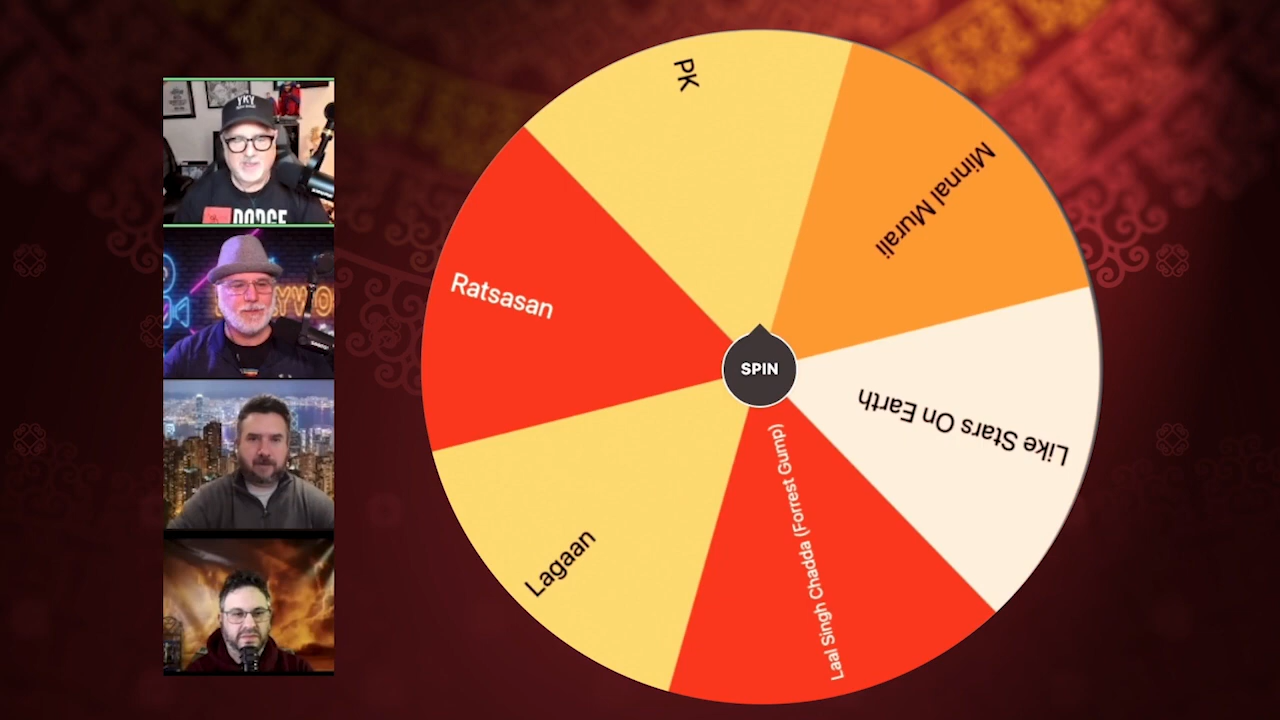 YKY
DODGE
PK
Minnal Murali
Ratsasan
SPIN
Like Stars On Earth
Laal Singh Chadda (Forrest Gump)
Lagaan